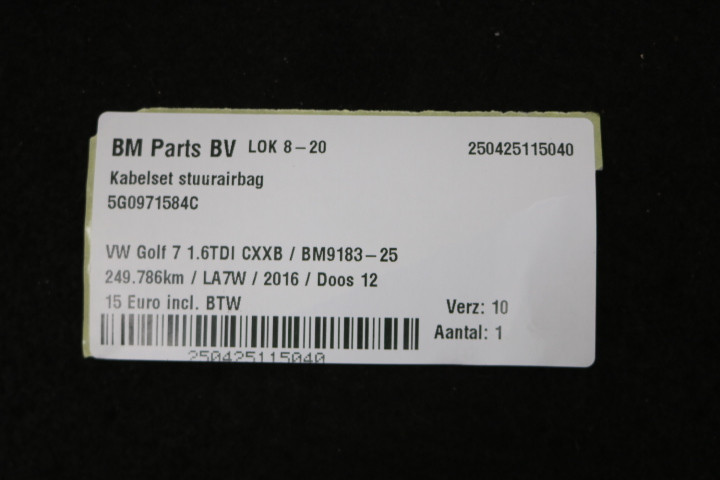 BM Parts BV LOK 8-20 250425115040
Kabelset stuurairbag
5G0971584C
VW Golf 7 1.6TDI CXXB / BM9183-25
249.786km / LA7W / 2016 / Doos 12
15 Euro incl. BTW Verz: 10
Aantal: 1
250425115040